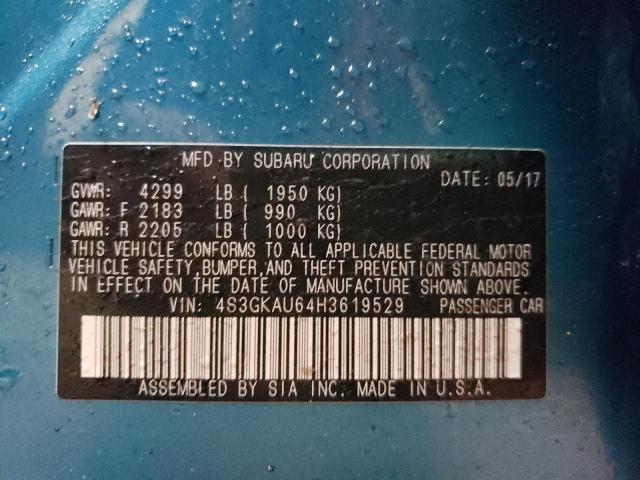 MFD BY SUBARU CORPORATION
DATE: 05/17
GVWR: 4299 LB ( 1950 KG)
GAWR: F 2183 LB ( 990 KG)
GAWR: R 2205 LB ( 1000 KG)
THIS VEHICLE CONFORMS TO ALL APPLICABLE FEDERAL MOTOR
VEHICLE SAFETY,BUMPER,AND THEFT PREVENTION STANDARDS
IN EFFECT ON THE DATE OF MANUFACTURE SHOWN ABOVE.
VIN: 4S3GKAU64H3619529 PASSENGER CAR
ASSEMBLED BY SIA INC. MADE IN U.S.A.